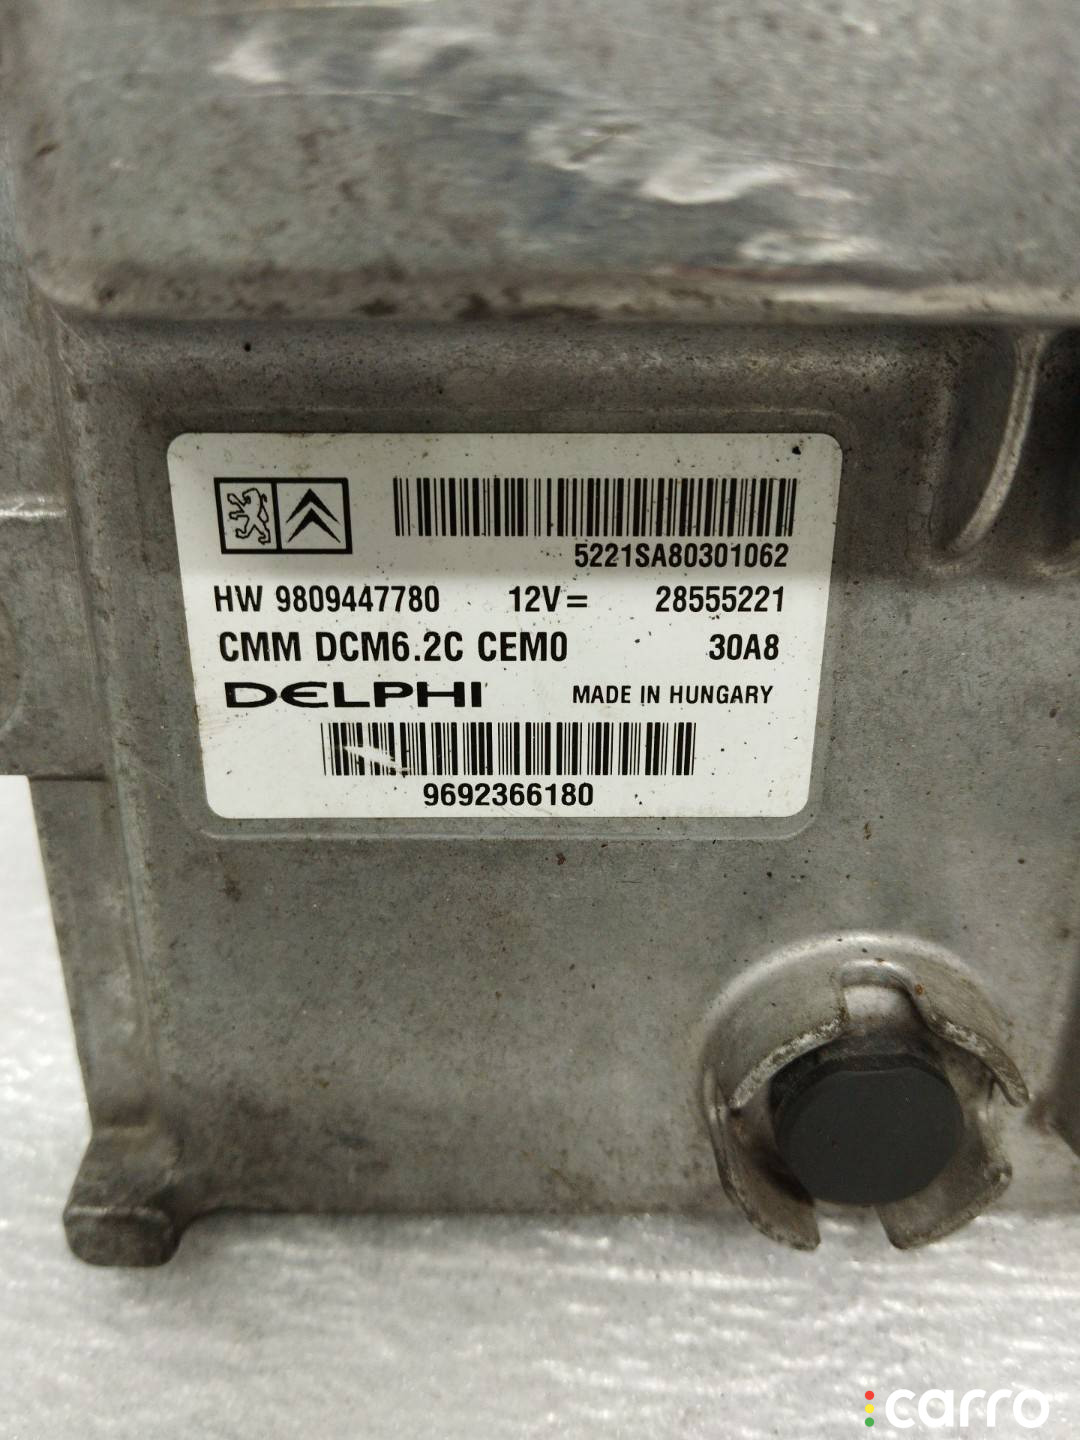 5221SA80301062
HW 9809447780 12V= 28555221
CMM DCM6.2C CEM0 30A8
DELPHI MADE IN HUNGARY
9692366180
carro